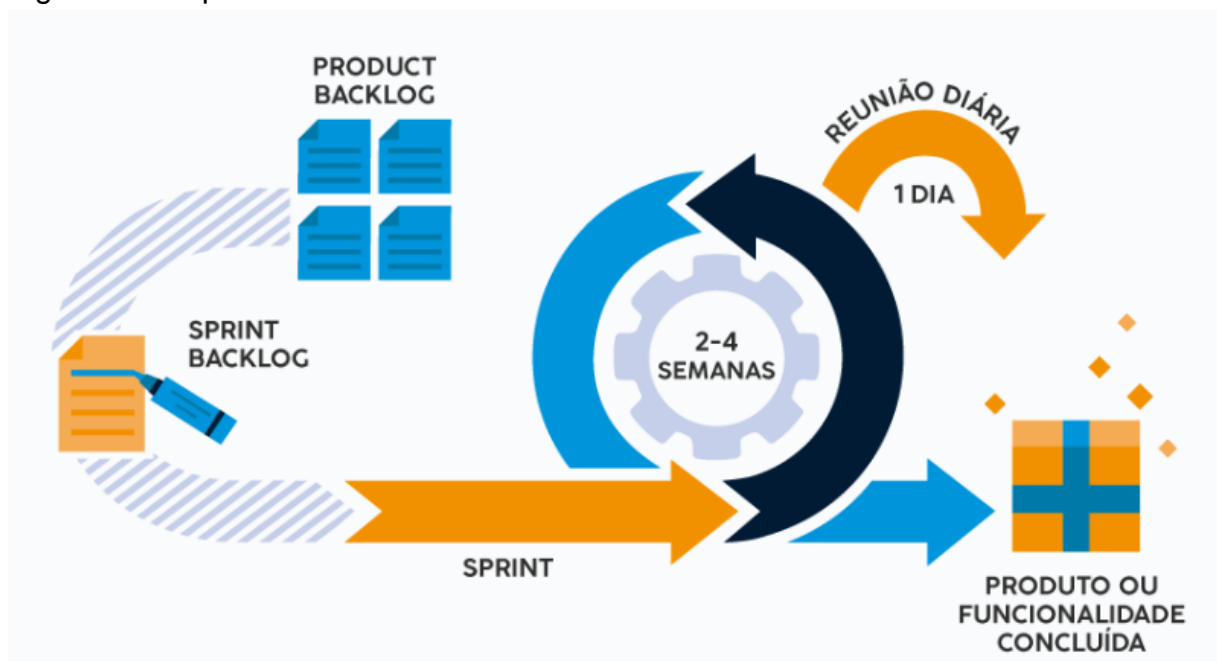 PRODUCT
BACKLOG
REUNIÃO DIÁRIA
1 DIA
SPRINT
BACKLOG
2-4
SEMANAS
SPRINT
PRODUTO OU
FUNCIONALIDADE
CONCLUÍDA